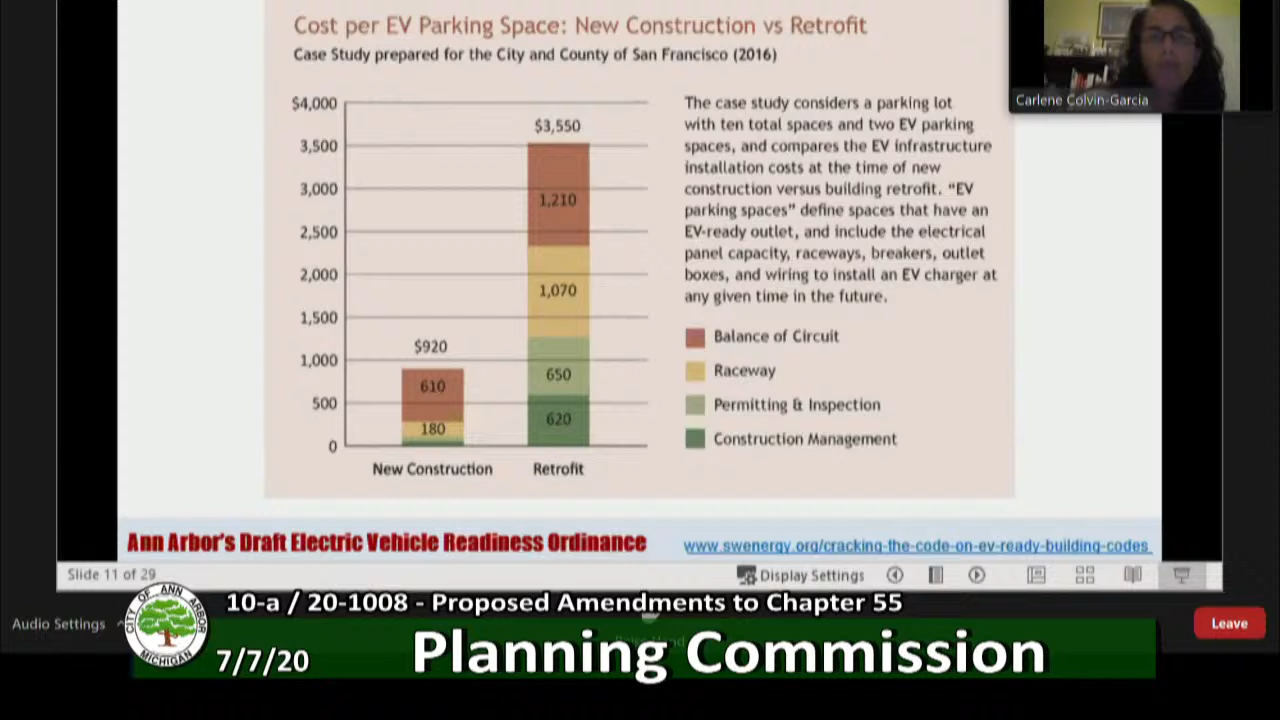 Cost per EV Parking Space: New Construction vs Retrofit
Case Study prepared for the City and County of San Francisco (2016)
Carlene Colvin-Garcia
$4,000
3,500
3,000
2,500
2,000
1,500
1,000
500
0
$3,550
1,210
1,070
650
620
$920
610
180
New Construction
Retrofit
The case study considers a parking lot
with ten total spaces and two EV parking
spaces, and compares the EV infrastructure
installation costs at the time of new
construction versus building retrofit. “EV
parking spaces” define spaces that have an
EV-ready outlet, and include the electrical
panel capacity, raceways, breakers, outlet
boxes, and wiring to install an EV charger at
any given time in the future.
Balance of Circuit
Raceway
Permitting & Inspection
Construction Management
Ann Arbor's Draft Electric Vehicle Readiness Ordinance
www.swenergy.org/cracking-the-code-on-ev-ready-building-codes
Slide 11 of 29
Display Settings
Audio Settings
Leave
CITY OF ANN ARBOR
MICHIGAN
10-a / 20-1008 - Proposed Amendments to Chapter 55
7/7/20
Planning Commission